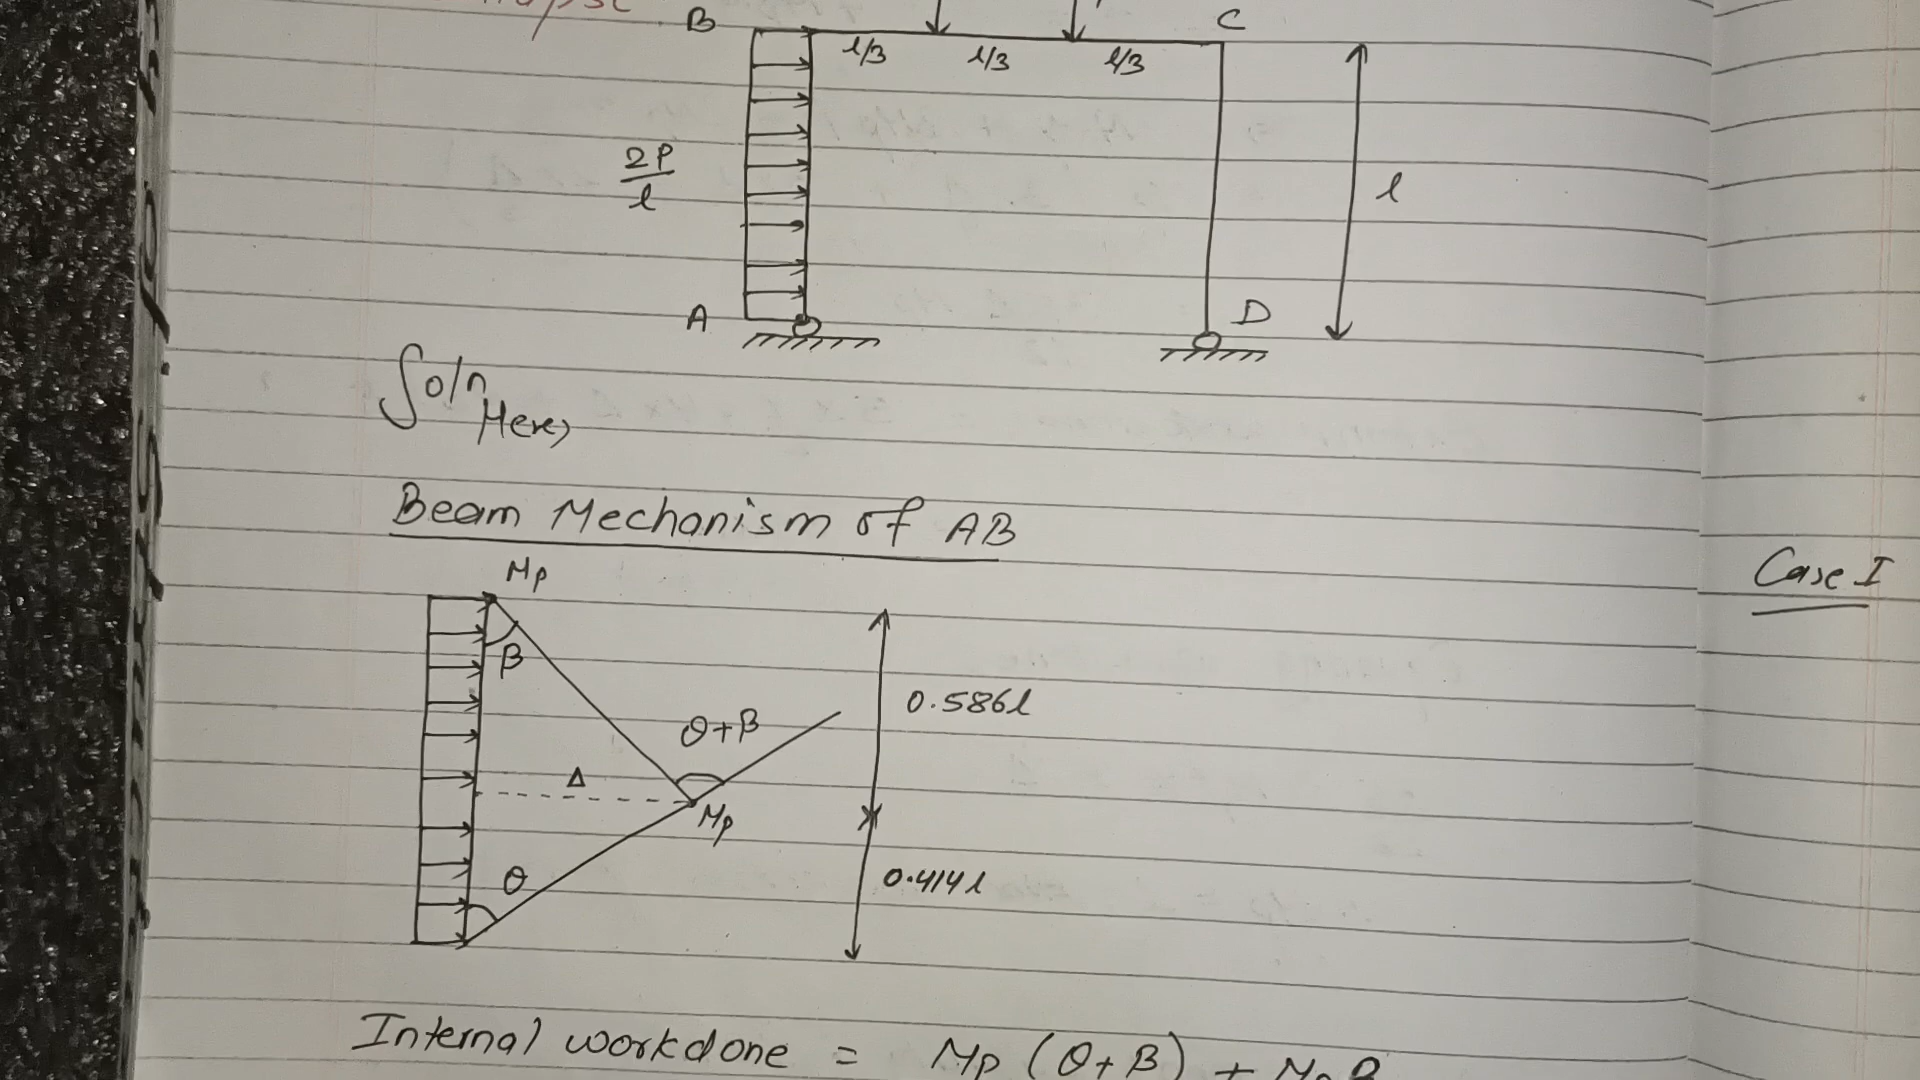 B
C
l/3 l/3 l/3
2P
l
l
A
D
Soln
Here,
Beam Mechanism of AB
Case I
Mp
β
0.586l
θ+β
Δ
Mp
θ
0.414l
Internal workdone = Mp (θ+β) + Mpβ